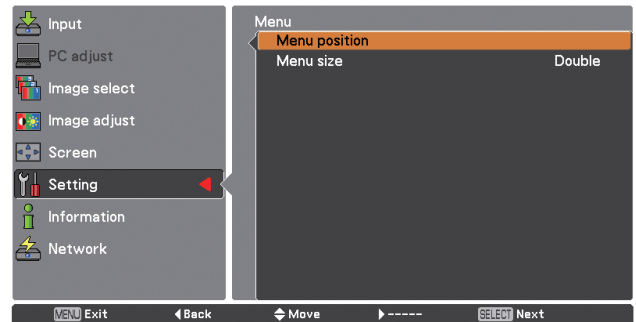 Input
PC adjust
Image select
Image adjust
Screen
Setting
Information
Network
Menu
Menu position
Menu size Double
MENU Exit Back Move ----- SELECT Next